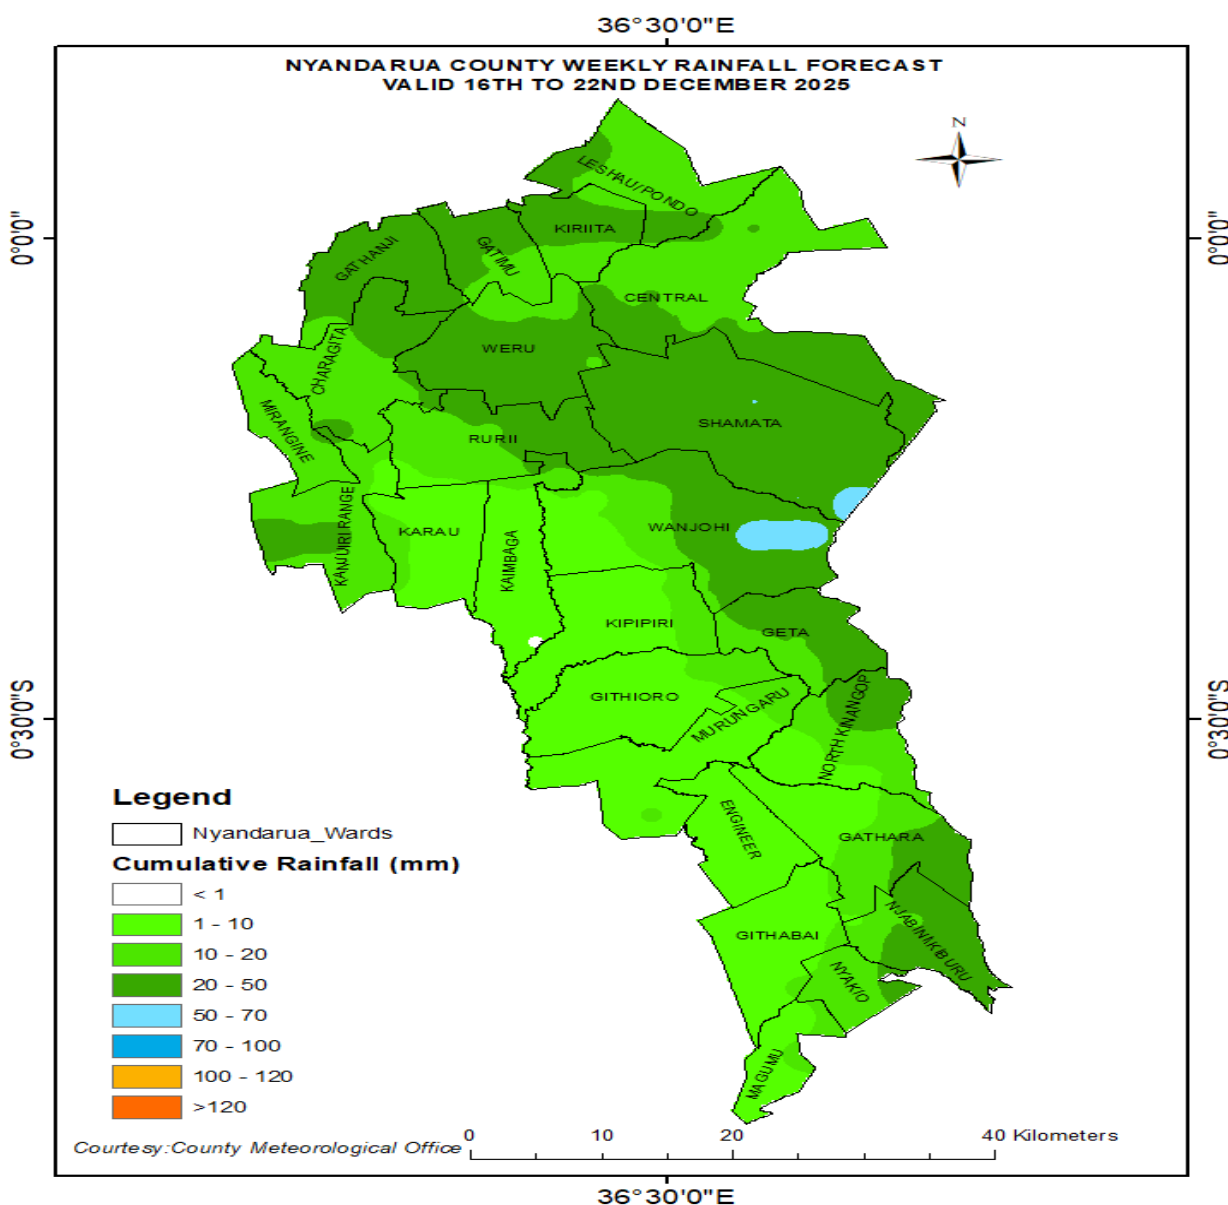 36°30'0"E
NYANDARUA COUNTY WEEKLY RAINFALL FORECAST
VALID 16TH TO 22ND DECEMBER 2025
N
LESHAU/PONDO
KIRIITA
GATHANJI
GATIMU
0°0'0"
0°0'0"
CENTRAL
WERU
CHARAGITA
MIRANGINE
SHAMATA
RURII
KANJUIRI RANGE
KARAU
KAIMBAGA
WANJOHI
KIPIPIRI
GETA
GITHIORO
MURUNGARU
NORTH KINANGOP
0°30'0"S
0°30'0"S
ENGINEER
GATHARA
GITHABAI
NJABINI/KIBURU
NYAKIO
MAGUMU
Legend
Nyandarua_Wards
Cumulative Rainfall (mm)
< 1
1 - 10
10 - 20
20 - 50
50 - 70
70 - 100
100 - 120
>120
Courtesy:County Meteorological Office
0 10 20 40 Kilometers
36°30'0"E